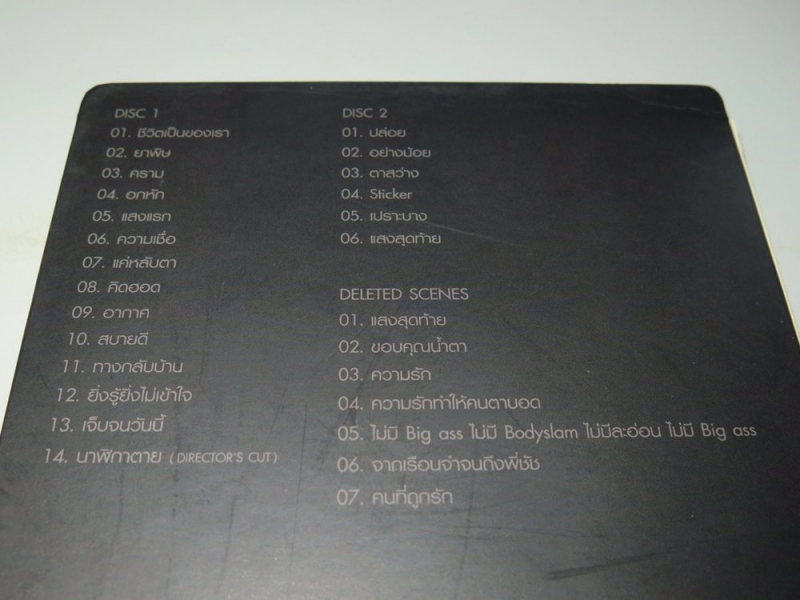 DISC 1
01. ชีวิตเป็นของเรา
02. ยาพิษ
03. คราม
04. อกหัก
05. แสงแรก
06. ความเชื่อ
07. แค่หลับตา
08. คิดฮอด
09. อากาศ
10. สบายดี
11. ทางกลับบ้าน
12. ยิ่งรู้ยิ่งไม่เข้าใจ
13. เจ็บจนวันนี้
14. นาฬิกาตาย (DIRECTOR'S CUT)
DISC 2
01. ปล่อย
02. อย่างน้อย
03. ตาสว่าง
04. Sticker
05. เปราะบาง
06. แสงสุดท้าย
DELETED SCENES
01. แสงสุดท้าย
02. ขอบคุณน้ำตา
03. ความรัก
04. ความรักทำให้คนตาบอด
05. ไม่มี Big ass ไม่มี Bodyslam ไม่มีละอ่อน ไม่มี Big ass
06. จากเรือนจำจนถึงพี่ชัช
07. คนที่ถูกรัก